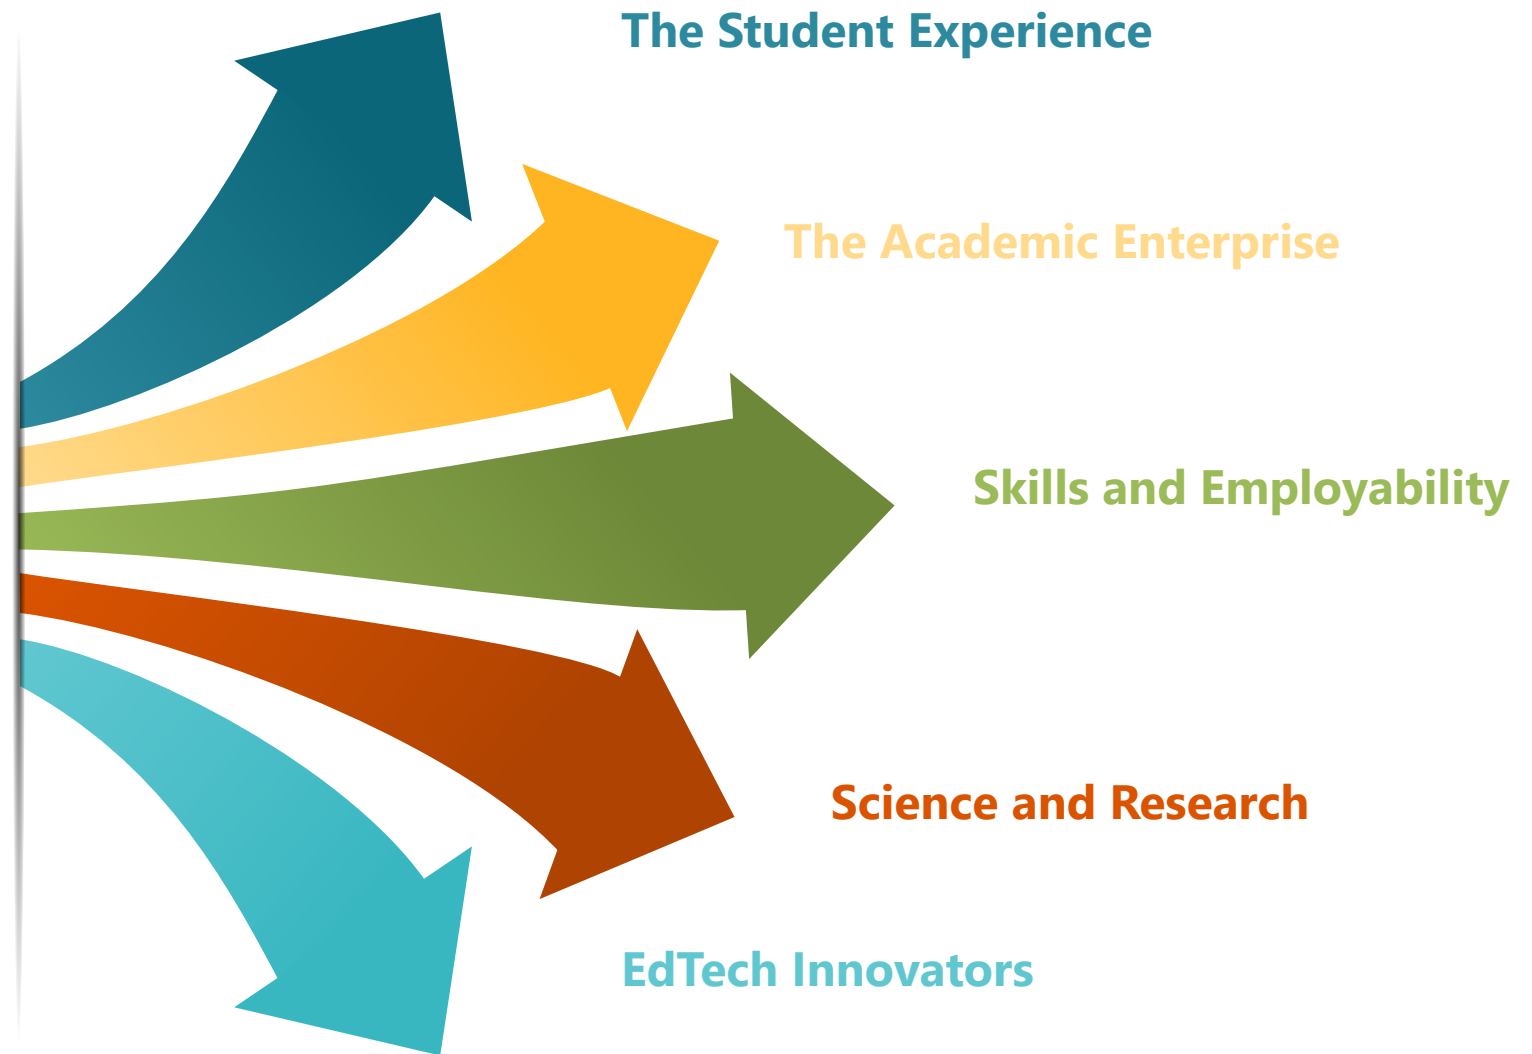 The Student Experience
The Academic Enterprise
Skills and Employability
Science and Research
EdTech Innovators